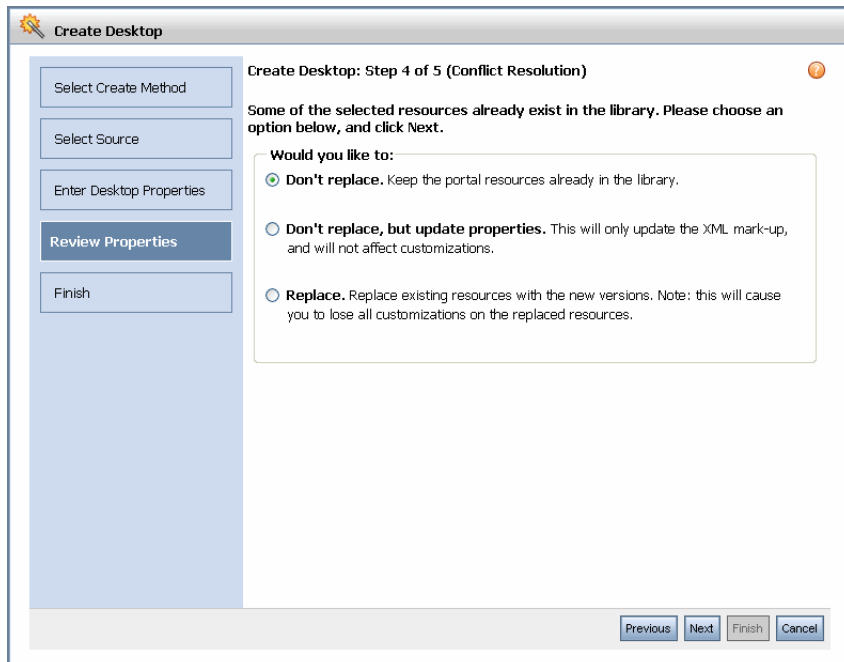 Create Desktop
Select Create Method
Select Source
Enter Desktop Properties
Review Properties
Finish
Create Desktop: Step 4 of 5 (Conflict Resolution)
?
Some of the selected resources already exist in the library. Please choose an
option below, and click Next.
Would you like to:
Don't replace. Keep the portal resources already in the library.
Don't replace, but update properties. This will only update the XML mark-up,
and will not affect customizations.
Replace. Replace existing resources with the new versions. Note: this will cause
you to lose all customizations on the replaced resources.
Previous Next Finish Cancel